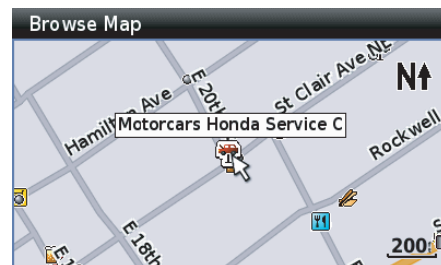 Browse Map
St Clair Ave NE
N
E 20th
Hamilton Ave
Motorcars Honda Service C
Rockwell
E 18th
200